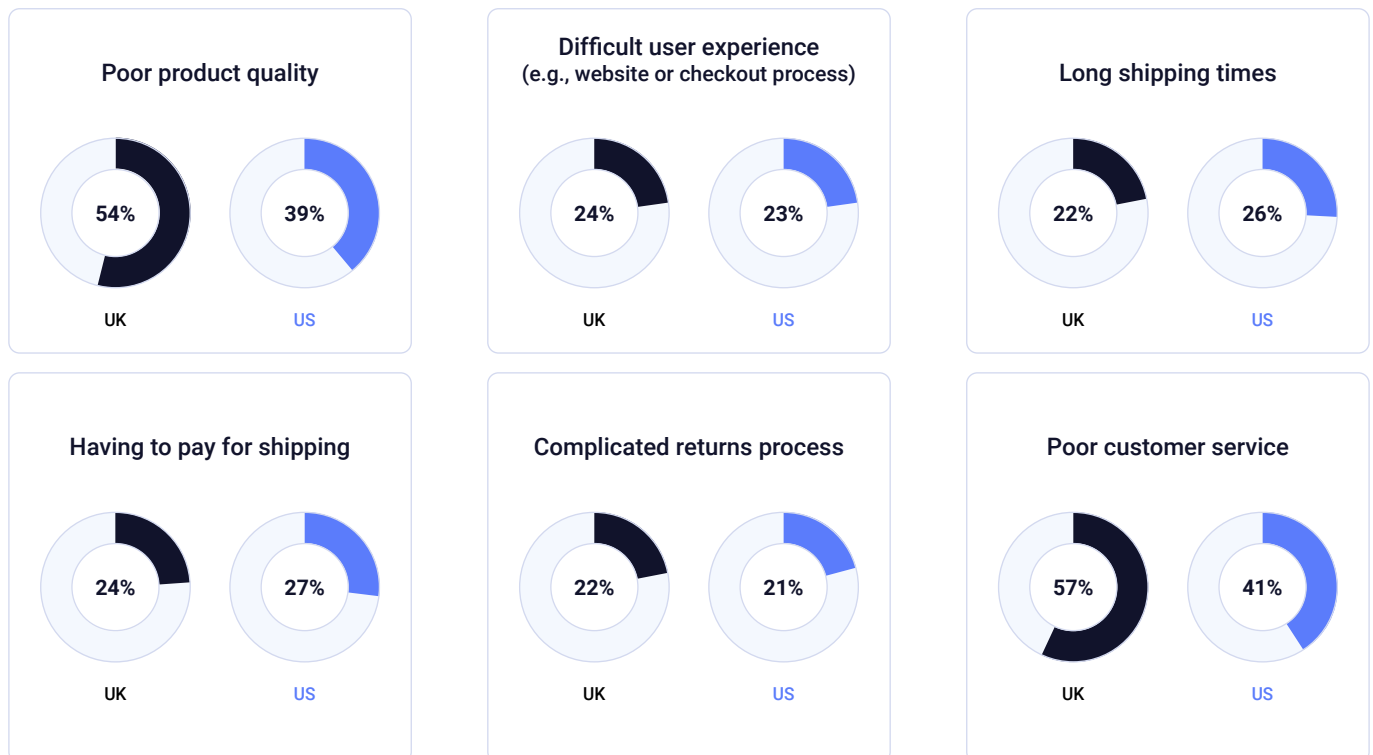 Poor product quality
54%
39%
UK
US
Difficult user experience
(e.g., website or checkout process)
24%
23%
UK
US
Long shipping times
22%
26%
UK
US
Having to pay for shipping
24%
27%
UK
US
Complicated returns process
22%
21%
UK
US
Poor customer service
57%
41%
UK
US